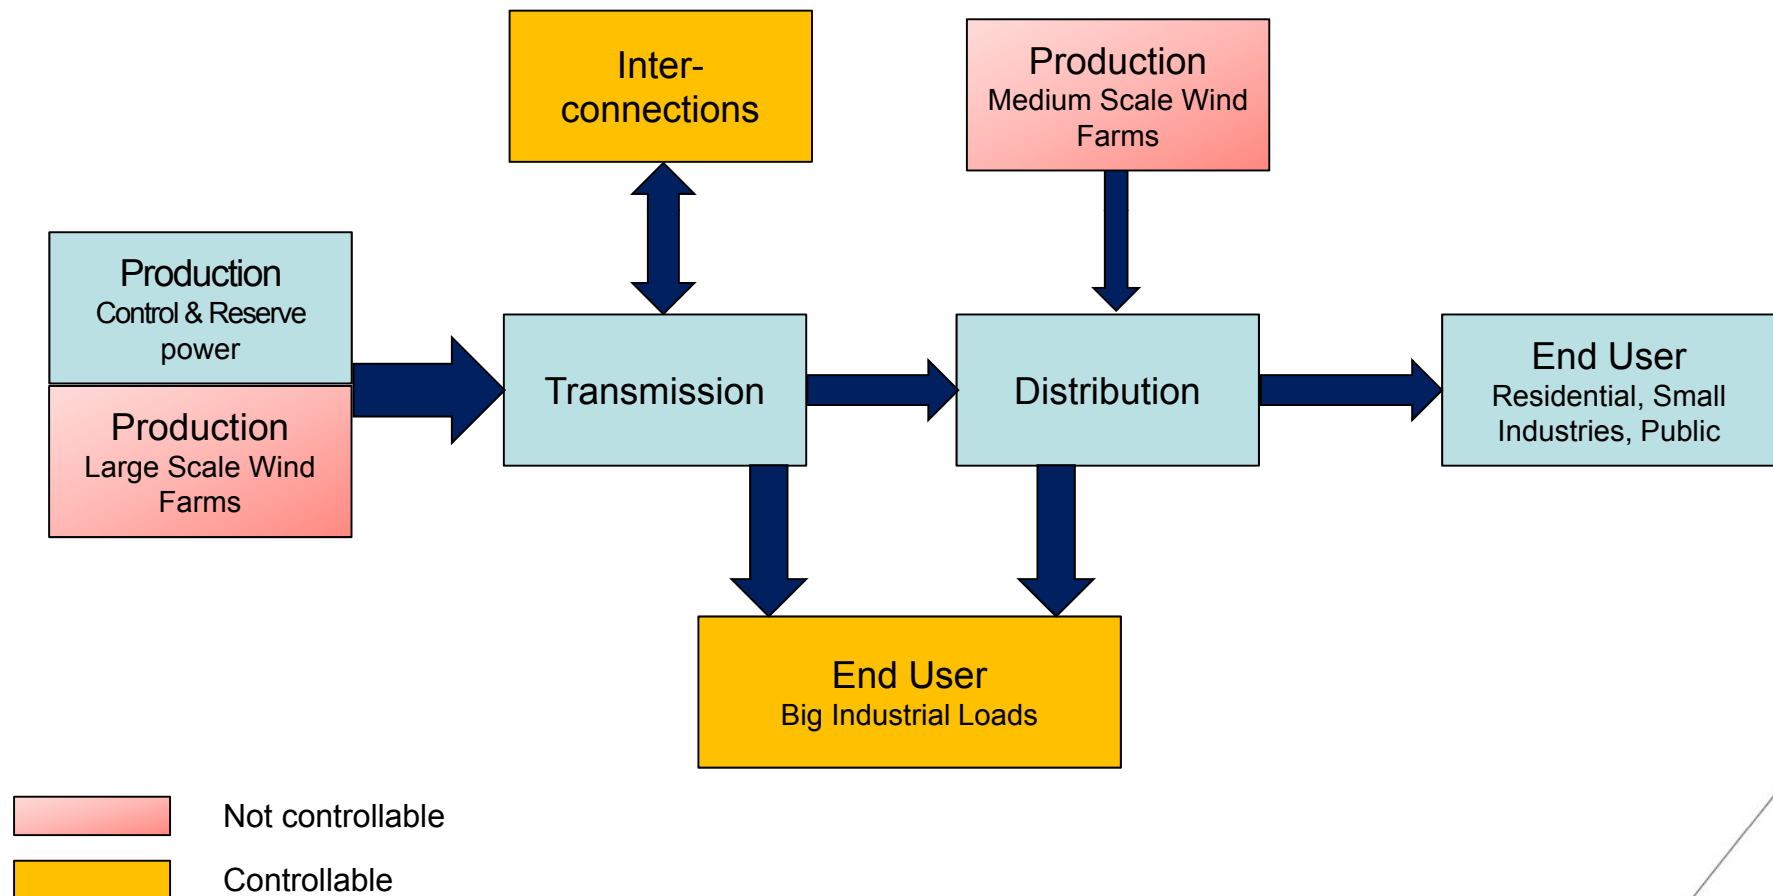 Inter-
connections
Production
Medium Scale Wind
Farms
Production
Control & Reserve
power
Production
Large Scale Wind
Farms
Transmission
Distribution
End User
Residential, Small
Industries, Public
End User
Big Industrial Loads
Not controllable
Controllable